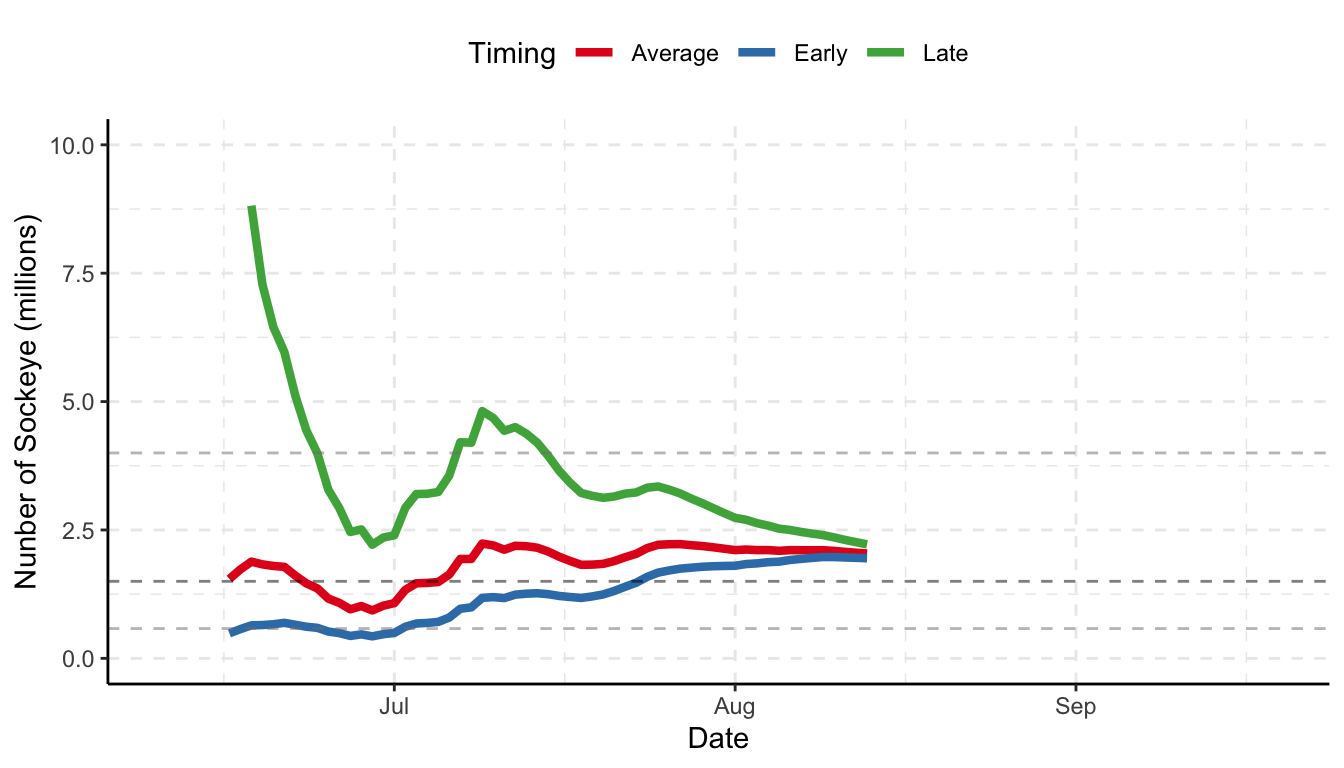 Timing Average Early Late
Nunber of Sockeye (millions)
10.0
7.5
5.0
2.5
0.0
Jul Aug Sep
Date